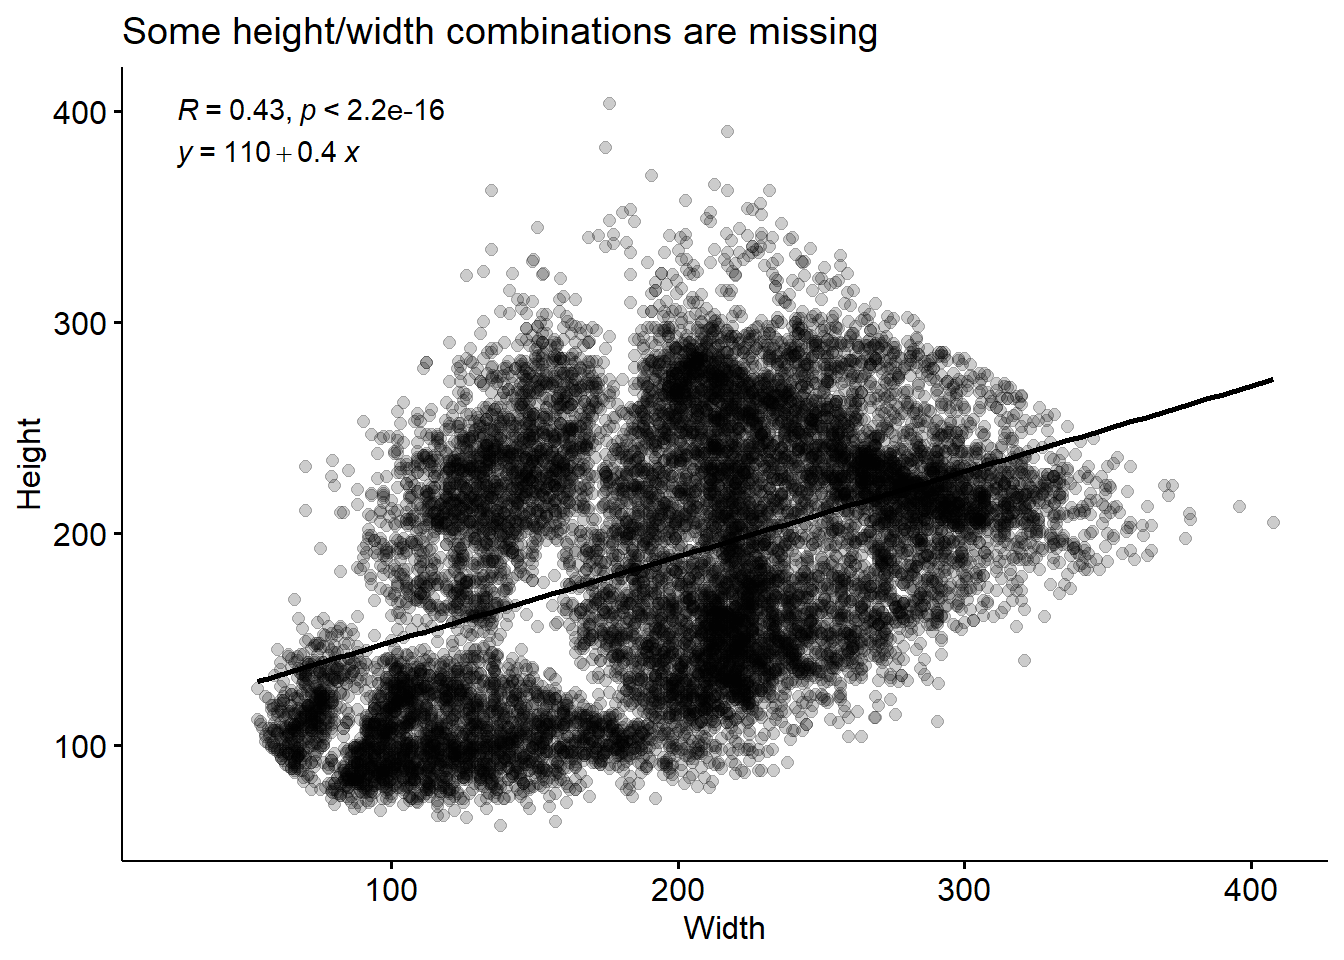 Some height/width combinations are missing
R = 0.43, p < 2.2e-16
y = 110 + 0.4 x
400
300
200
100
Height
100 200 300 400
Width